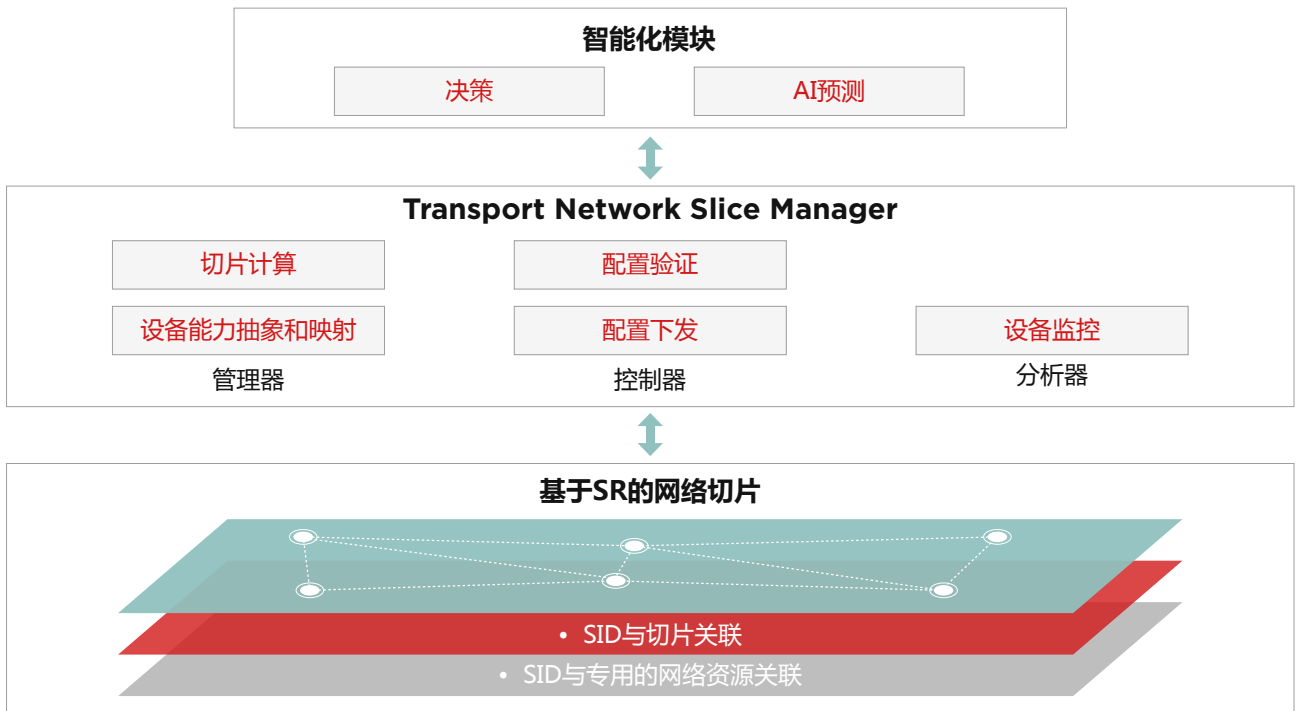 智能化模块
决策
AI预测
Transport Network Slice Manager
切片计算
配置验证
设备能力抽象和映射
配置下发
设备监控
管理器
控制器
分析器
基于SR的网络切片
• SID与切片关联
• SID与专用的网络资源关联